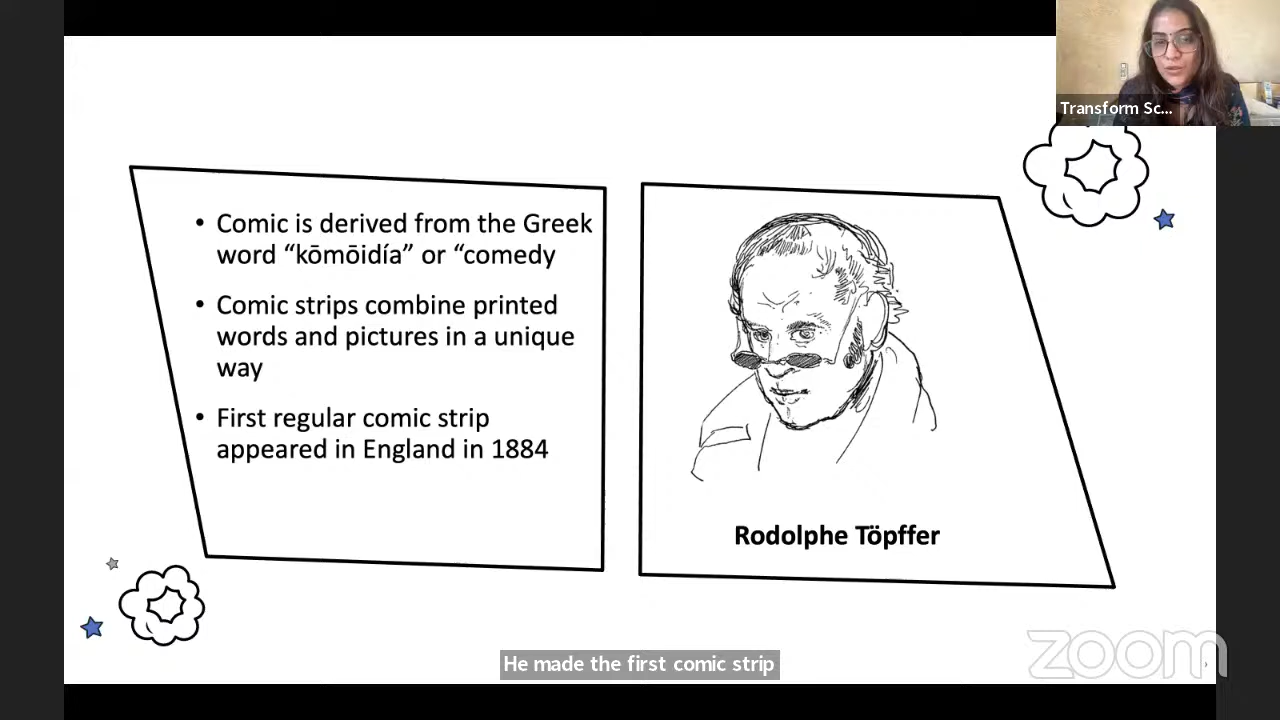 Transform Sc...
• Comic is derived from the Greek
word “kōmōidía” or “comedy
• Comic strips combine printed
words and pictures in a unique
way
• First regular comic strip
appeared in England in 1884
Rodolphe Töpffer
He made the first comic strip
zoom